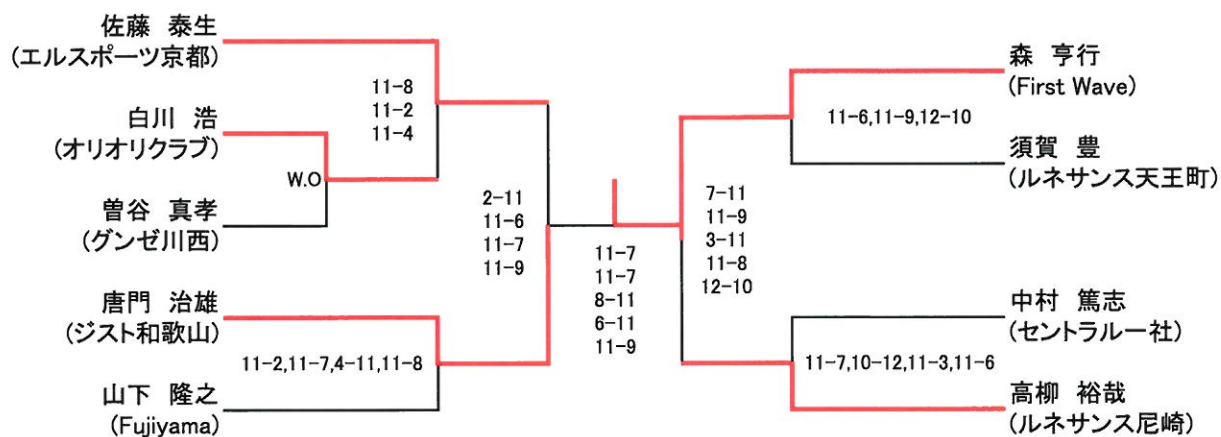 佐藤 泰生
(エルスポーツ京都)
白川 浩
(オリオリクラブ)
曽谷 真孝
(グンゼ川西)
唐門 治雄
(ジスト和歌山)
山下 隆之
(Fujiyama)
11-8
11-2
11-4
W.O
11-2,11-7,4-11,11-8
2-11
11-6
11-7
11-9
11-7
11-7
8-11
6-11
11-9
7-11
11-9
3-11
11-8
12-10
11-6,11-9,12-10
11-7,10-12,11-3,11-6
森 亨行
(First Wave)
須賀 豊
(ルネサンス天王町)
中村 篤志
(セントラル一社)
高柳 裕哉
(ルネサンス尼崎)